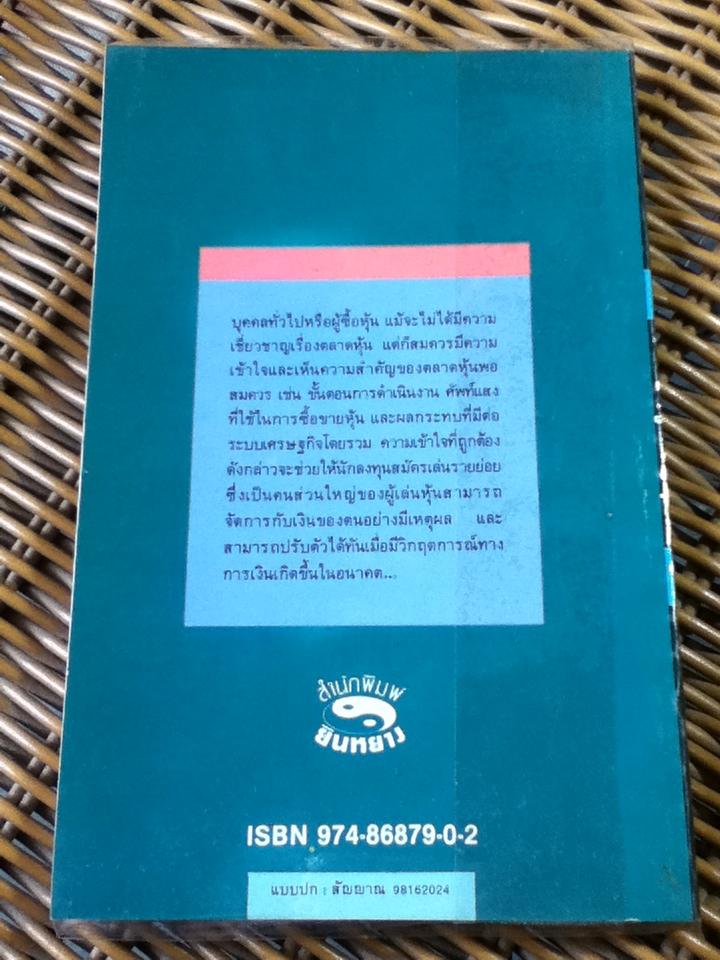 บุคคลทั่วไปหรือผู้ซื้อหุ้น แม้จะไม่ได้มีความ
เชี่ยวชาญเรื่องตลาดหุ้น แต่ก็สมควรมีความ
เข้าใจและเห็นความสำคัญของตลาดหุ้นพอ
สมควร เช่น ขั้นตอนการดำเนินงาน ศัพท์แสง
ที่ใช้ในการซื้อขายหุ้น และผลกระทบที่มีต่อ
ระบบเศรษฐกิจโดยรวม ความเข้าใจที่ถูกต้อง
ดังกล่าวจะช่วยให้นักลงทุนสมัครเล่นรายย่อย
ซึ่งเป็นคนส่วนใหญ่ของผู้เล่นหุ้นสามารถ
จัดการกับเงินของตนอย่างมีเหตุผล และ
สามารถปรับตัวได้ทันเมื่อมีวิกฤตการณ์ทาง
การเงินเกิดขึ้นในอนาคต...
สำนักพิมพ์
ยินหยาง
ISBN 974-86879-0-2
แบบปก : สัญญาณ 98162024